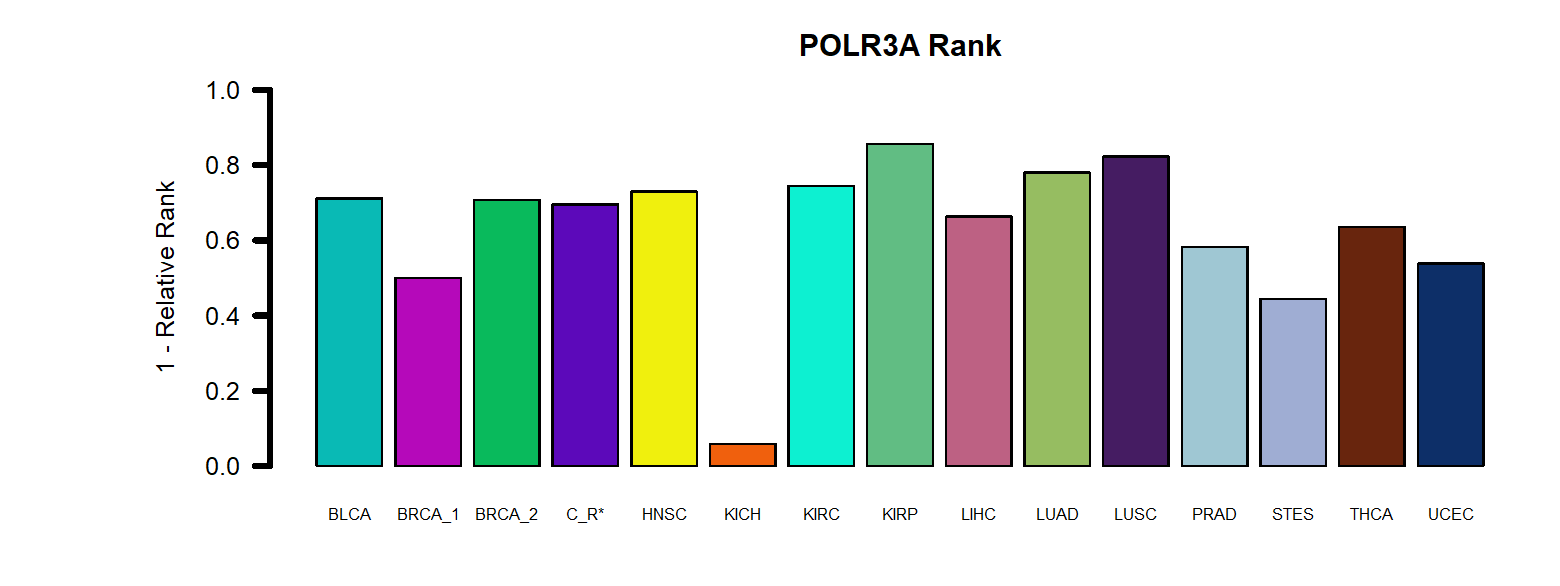 POLR3A Rank
1 - Relative Rank
1.0
0.8
0.6
0.4
0.2
0.0
BLCA BRCA_1 BRCA_2 C_R* HNSC KICH KIRC KIRP LIHC LUAD LUSC PRAD STES THCA UCEC